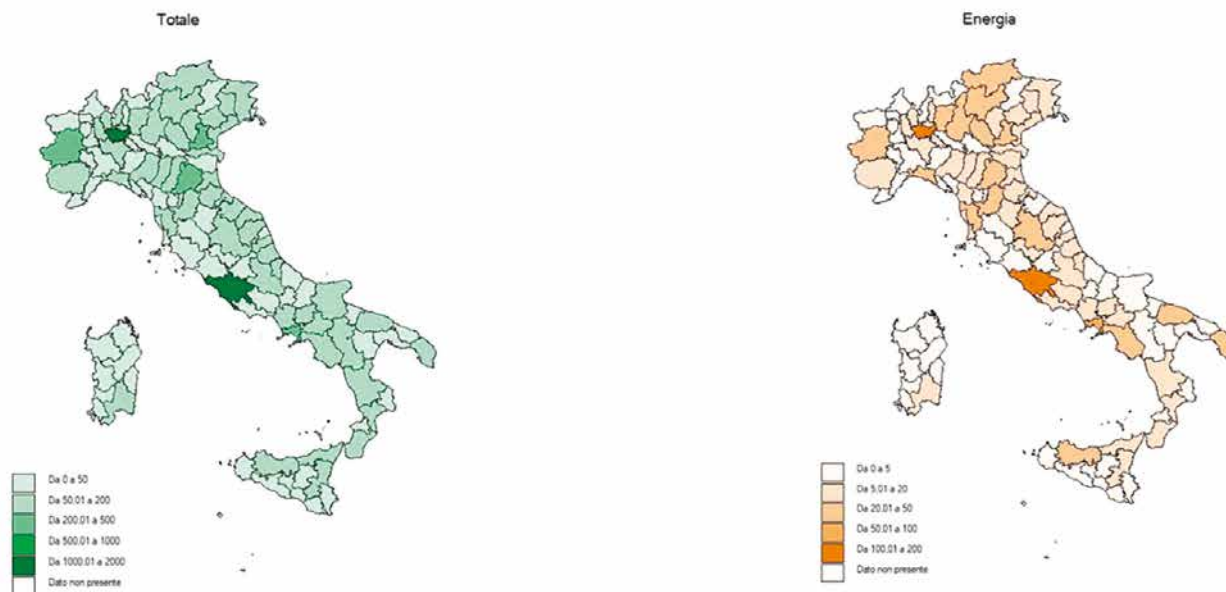 Totale
Energia
Da 0 a 50
Da 50,01 a 200
Da 200,01 a 500
Da 500,01 a 1000
Da 1000,01 a 2000
Dato non presente
Da 0 a 5
Da 5,01 a 20
Da 20,01 a 50
Da 50,01 a 100
Da 100,01 a 200
Dato non presente